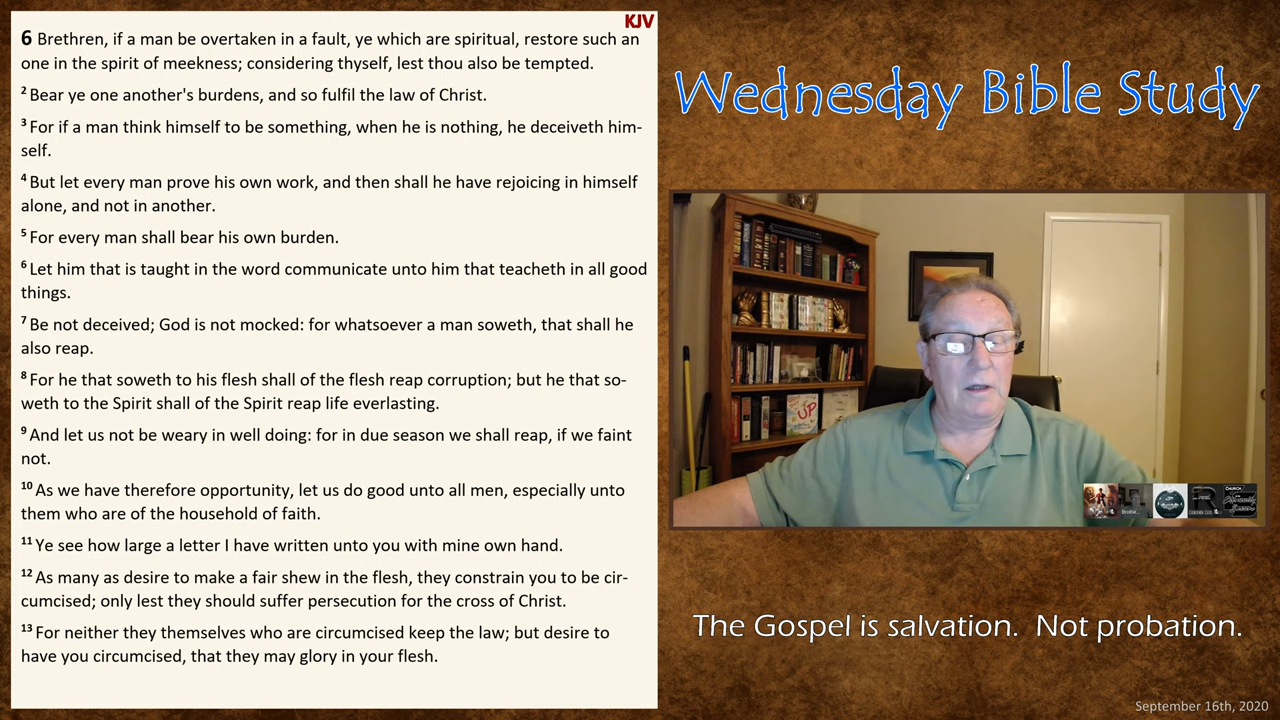 KJV
6 Brethren, if a man be overtaken in a fault, ye which are spiritual, restore such an
one in the spirit of meekness; considering thyself, lest thou also be tempted.
2 Bear ye one another's burdens, and so fulfil the law of Christ.
3 For if a man think himself to be something, when he is nothing, he deceiveth him-
self.
4 But let every man prove his own work, and then shall he have rejoicing in himself
alone, and not in another.
5 For every man shall bear his own burden.
6 Let him that is taught in the word communicate unto him that teacheth in all good
things.
7 Be not deceived; God is not mocked: for whatsoever a man soweth, that shall he
also reap.
8 For he that soweth to his flesh shall of the flesh reap corruption; but he that so-
weth to the Spirit shall of the Spirit reap life everlasting.
9 And let us not be weary in well doing: for in due season we shall reap, if we faint
not.
10 As we have therefore opportunity, let us do good unto all men, especially unto
them who are of the household of faith.
11 Ye see how large a letter I have written unto you with mine own hand.
12 As many as desire to make a fair shew in the flesh, they constrain you to be cir-
cumcised; only lest they should suffer persecution for the cross of Christ.
13 For neither they themselves who are circumcised keep the law; but desire to
have you circumcised, that they may glory in your flesh.
Wednesday Bible Study
UP
The Gospel is salvation. Not probation.
September 16th, 2020